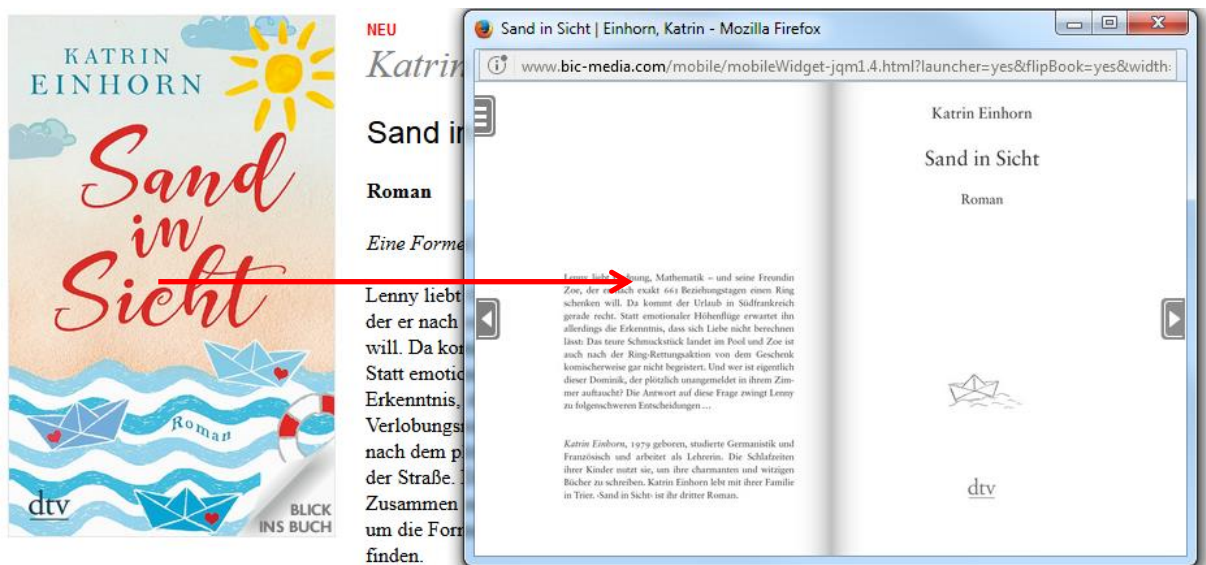 KATRIN
EINHORN
Sand
in
Sicht
Roman
dtv
BLICK
INS BUCH
NEU
Katrin
Sand in
Roman
Eine Forme
Lenny liebt
der er nach
will. Da kom
Statt emotio
Erkenntnis,
Verlobungs
nach dem p
der Straße.
Zusammen
um die Form
finden.
Sand in Sicht | Einhorn, Katrin - Mozilla Firefox
www.bic-media.com/mobile/mobileWidget-jqm1.4.html?launcher=yes&flipBook=yes&width:
Lenny liebt Ordnung, Mathematik – und seine Freundin
Zoe, der er nach exakt 661 Beziehungstagen einen Ring
schenken will. Da kommt der Urlaub in Südfrankreich
gerade recht. Statt emotionaler Höhenflüge erwartet ihn
allerdings die Erkenntnis, dass sich Liebe nicht berechnen
lässt: Das teure Schmuckstück landet im Pool und Zoe ist
auch nach der Ring-Rettungsaktion von dem Geschenk
komischerweise gar nicht begeistert. Und wer ist eigentlich
dieser Dominik, der plötzlich unangemeldet in ihrem Zim-
mer auftaucht? Die Antwort auf diese Frage zwingt Lenny
zu folgenschweren Entscheidungen ...
Katrin Einhorn, 1979 geboren, studierte Germanistik und
Französisch und arbeitet als Lehrerin. Die Schlafzeiten
ihrer Kinder nutzt sie, um ihre charmanten und witzigen
Bücher zu schreiben. Katrin Einhorn lebt mit ihrer Familie
in Trier. ›Sand in Sicht‹ ist ihr dritter Roman.
Katrin Einhorn
Sand in Sicht
Roman
dtv